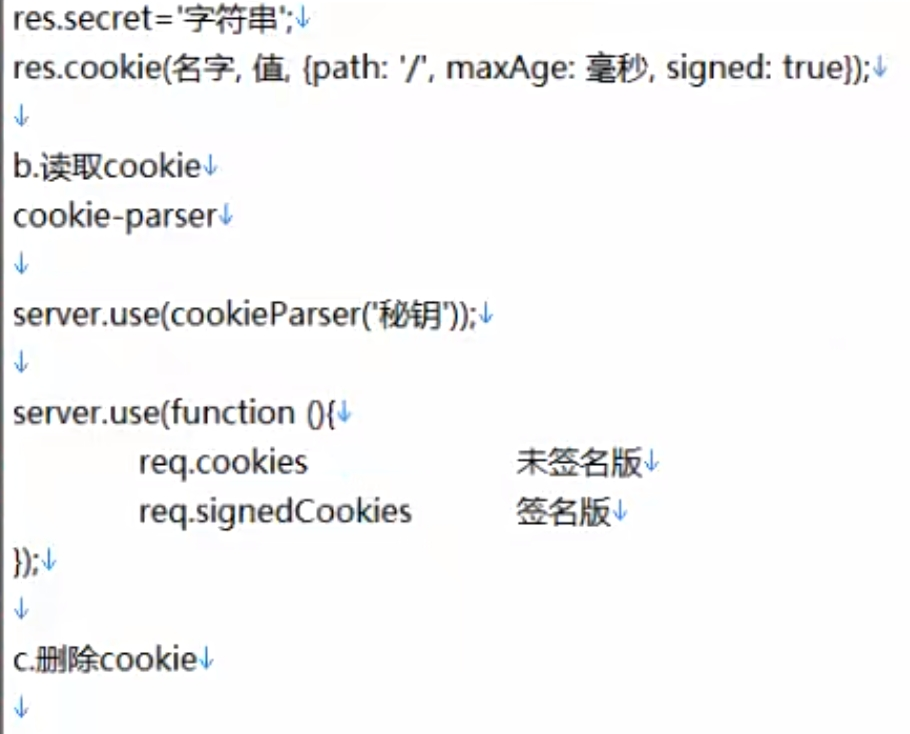 res.secret='字符串';↓
res.cookie(名字, 值, {path: '/', maxAge: 毫秒, signed: true});↓
↓
b.读取cookie↓
cookie-parser↓
↓
server.use(cookieParser('秘钥'));↓
↓
server.use(function (){↓
req.cookies 未签名版↓
req.signedCookies 签名版↓
});↓
↓
c.删除cookie↓
↓